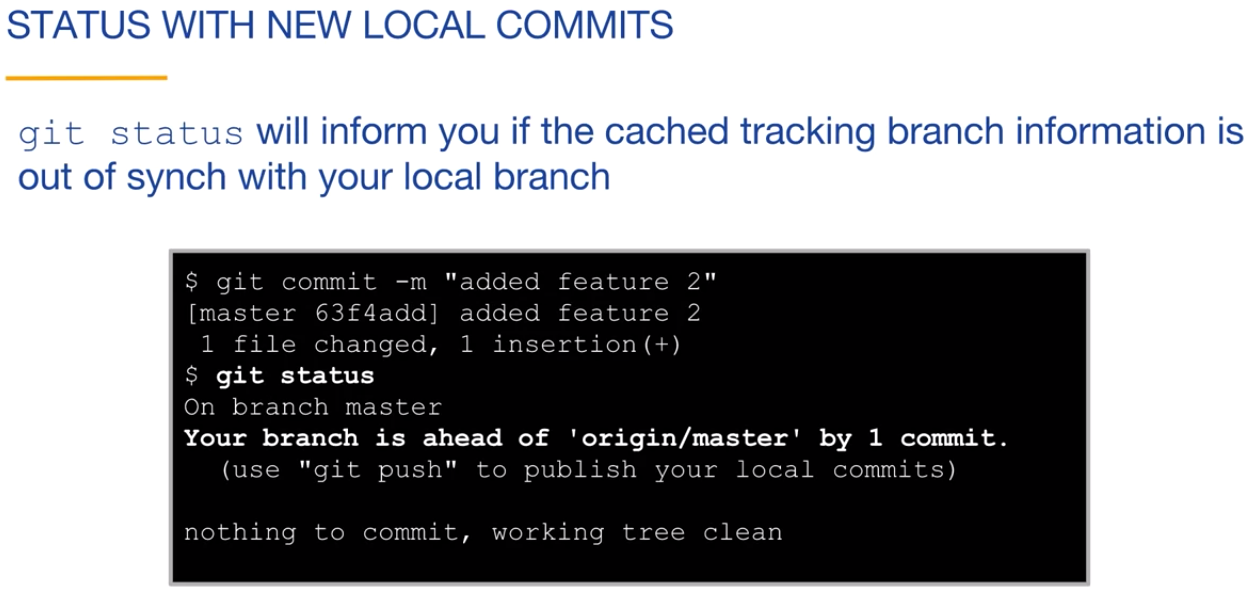 STATUS WITH NEW LOCAL COMMITS
git status will inform you if the cached tracking branch information is
out of synch with your local branch
$ git commit -m "added feature 2"
[master 63f4add] added feature 2
 1 file changed, 1 insertion(+)
$ git status
On branch master
Your branch is ahead of 'origin/master' by 1 commit.
  (use "git push" to publish your local commits)
nothing to commit, working tree clean